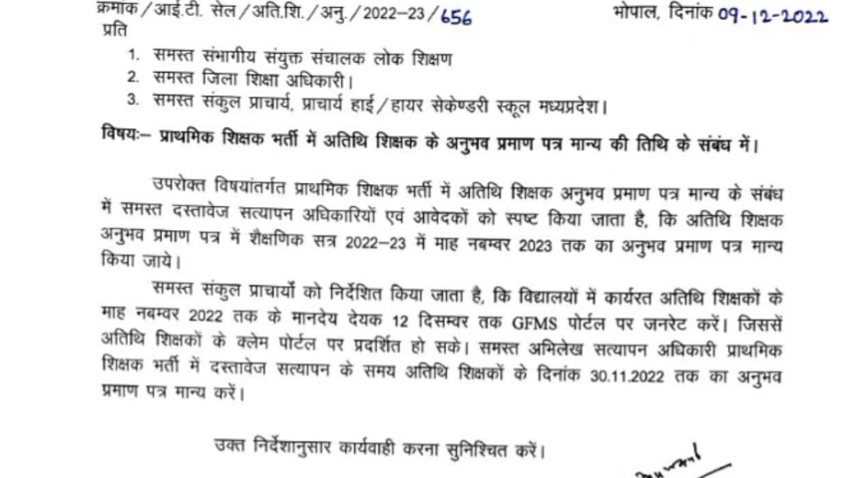 क्रमांक/आई.टी. सेल/अति.शि./अनु./2022–23/656 भोपाल, दिनांक 09-12-2022
प्रति
1. समस्त संभागीय संयुक्त संचालक लोक शिक्षण
2. समस्त जिला शिक्षा अधिकारी।
3. समस्त संकुल प्राचार्य, प्राचार्य हाई/हायर सेकेण्डरी स्कूल मध्यप्रदेश।
विषयः– प्राथमिक शिक्षक भर्ती में अतिथि शिक्षक के अनुभव प्रमाण पत्र मान्य की तिथि के संबंध में।
उपरोक्त विषयांतर्गत प्राथमिक शिक्षक भर्ती में अतिथि शिक्षक अनुभव प्रमाण पत्र मान्य के संबंध
में समस्त दस्तावेज सत्यापन अधिकारियों एवं आवेदकों को स्पष्ट किया जाता है, कि अतिथि शिक्षक
अनुभव प्रमाण पत्र में शैक्षणिक सत्र 2022–23 में माह नबम्वर 2023 तक का अनुभव प्रमाण पत्र मान्य
किया जाये।
समस्त संकुल प्राचार्यो को निर्देशित किया जाता है, कि विद्यालयों में कार्यरत अतिथि शिक्षकों के
माह नबम्वर 2022 तक के मानदेय देयक 12 दिसम्वर तक GFMS पोर्टल पर जनरेट करें। जिससें
अतिथि शिक्षकों के क्लेम पोर्टल पर प्रदर्शित हो सके। समस्त अभिलेख सत्यापन अधिकारी प्राथमिक
शिक्षक भर्ती में दस्तावेज सत्यापन के समय अतिथि शिक्षकों के दिनांक 30.11.2022 तक का अनुभव
प्रमाण पत्र मान्य करें।
उक्त निर्देशानुसार कार्यवाही करना सुनिश्चित करें।